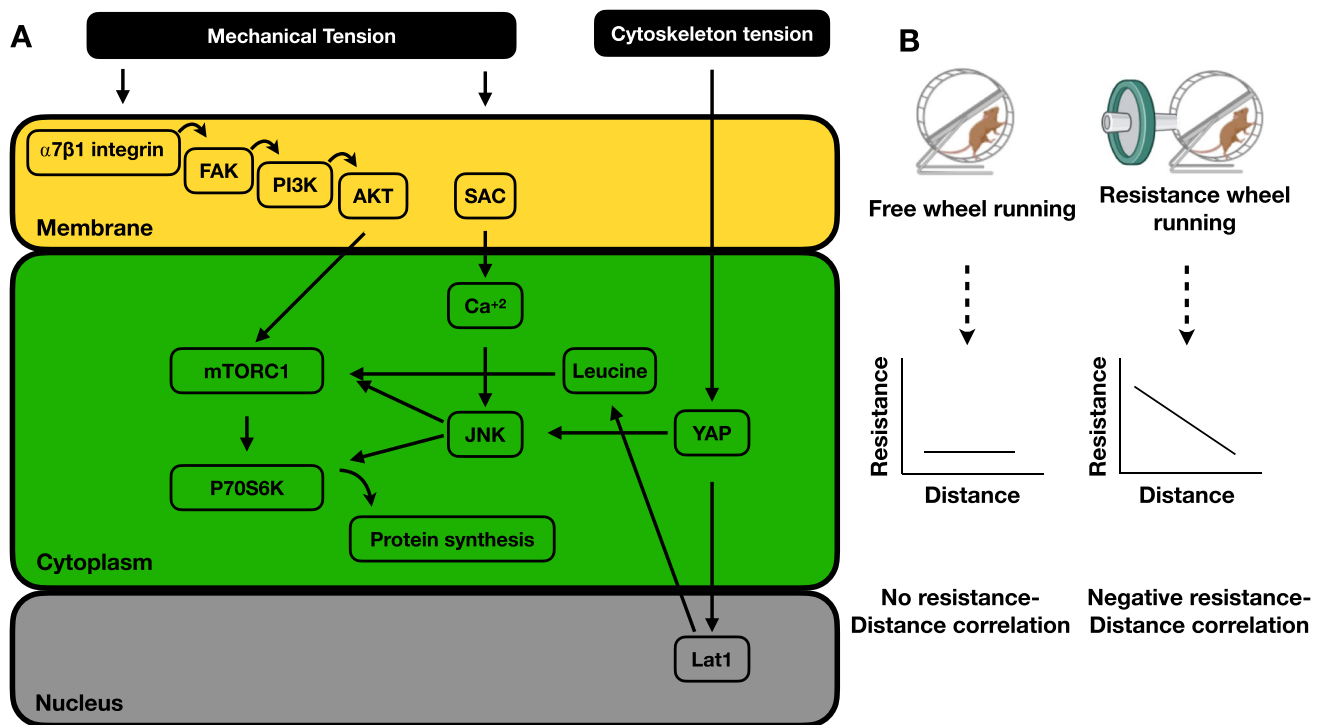 A
Mechanical Tension
Cytoskeleton tension
α7β1 integrin
FAK
PI3K
AKT
SAC
Membrane
Ca+2
mTORC1
Leucine
JNK
YAP
P70S6K
Protein synthesis
Cytoplasm
Lat1
Nucleus
B
Free wheel running
Resistance wheel
running
Resistance
Distance
Resistance
Distance
No resistance-
Distance correlation
Negative resistance-
Distance correlation